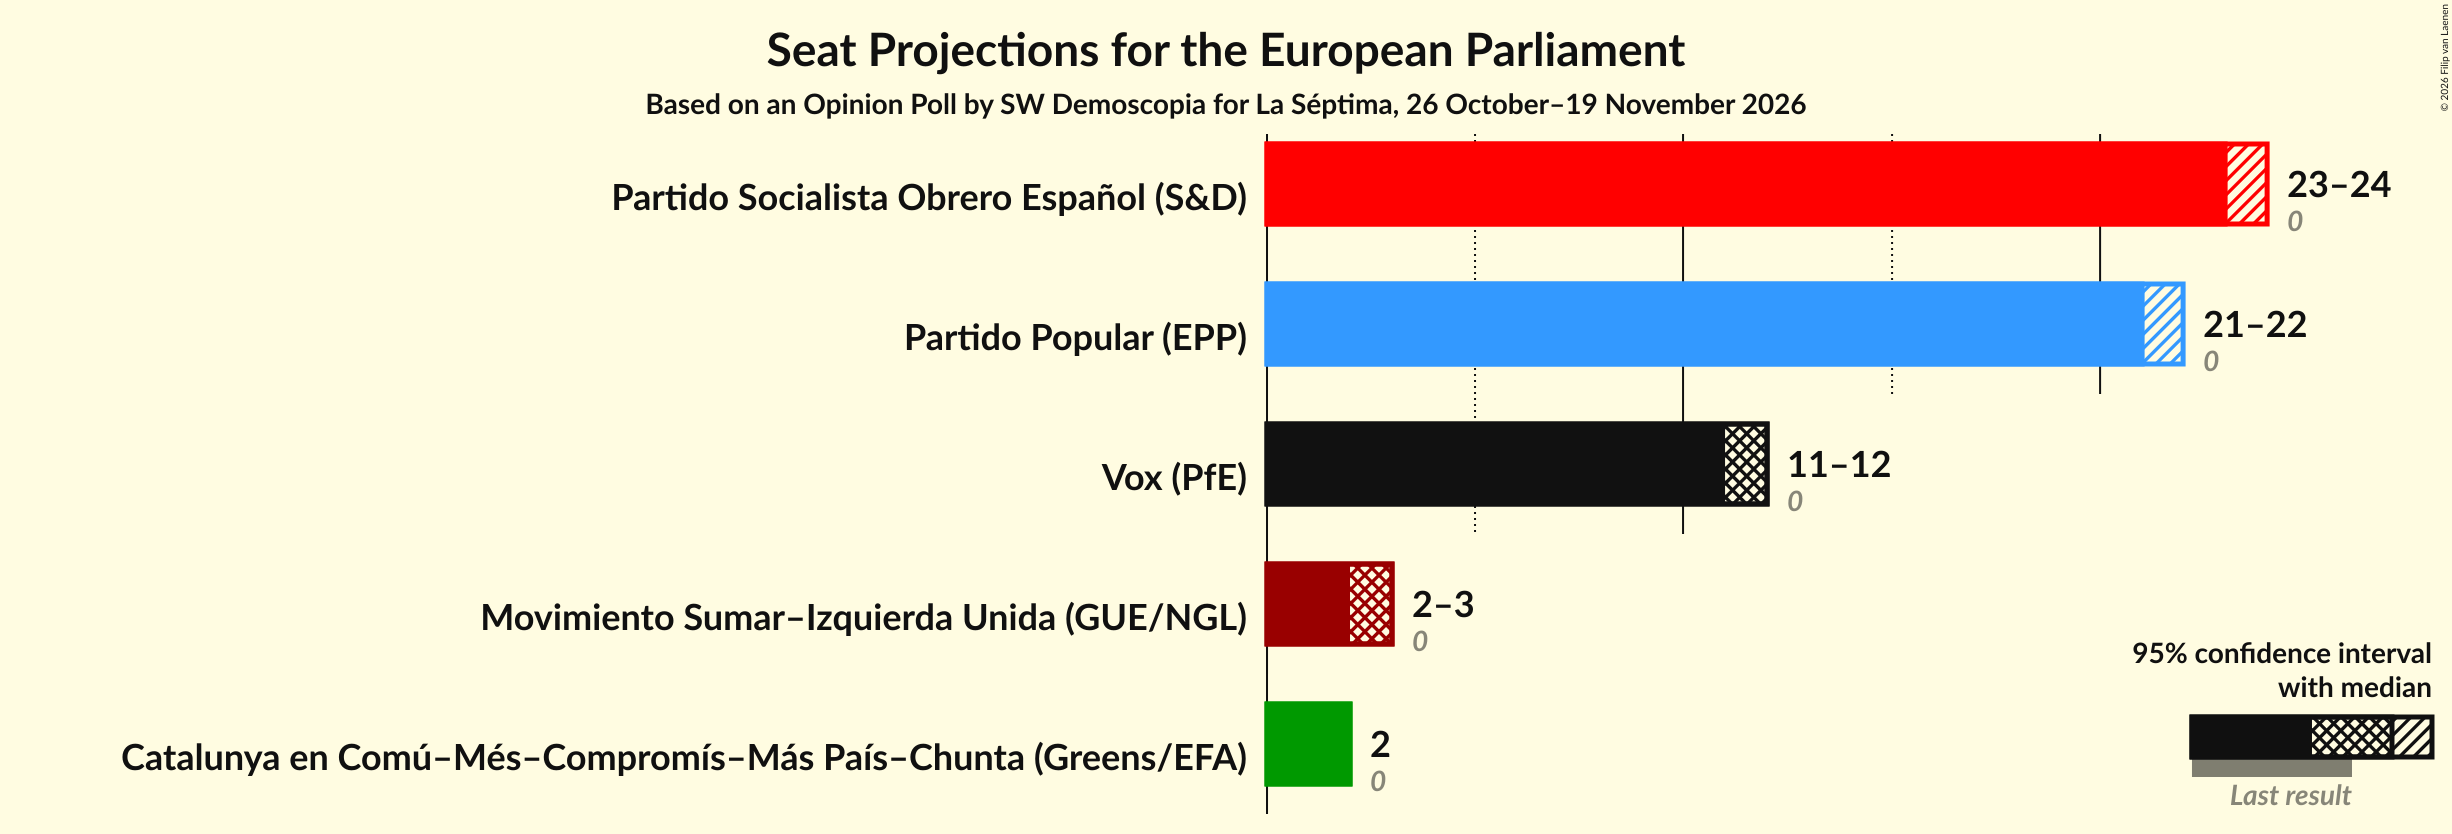 Seat Projections for the European Parliament
Based on an Opinion Poll by SW Demoscopia for La Séptima, 26 October–19 November 2026
© 2026 Filip van Laenen
Partido Socialista Obrero Español (S&D)
23–24
0
Partido Popular (EPP)
21–22
0
Vox (PfE)
11–12
0
Movimiento Sumar–Izquierda Unida (GUE/NGL)
2–3
0
Catalunya en Comú–Més–Compromís–Más País–Chunta (Greens/EFA)
2
0
95% confidence interval
with median
Last result